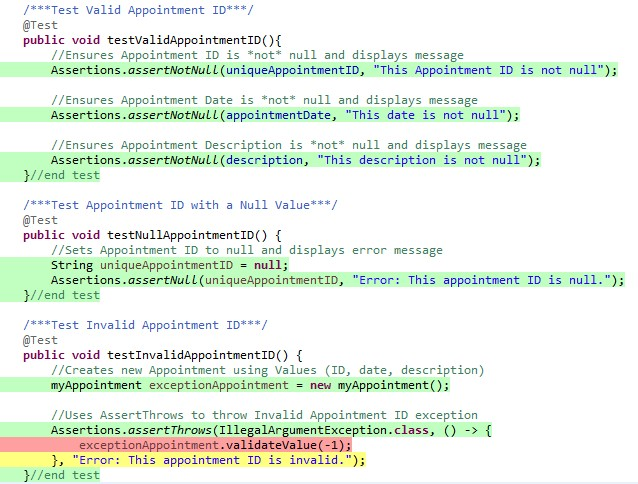 /***Test Valid Appointment ID***/
@Test
public void testValidAppointmentID(){
//Ensures Appointment ID is *not* null and displays message
Assertions.assertNotNull(uniqueAppointmentID, "This Appointment ID is not null");
//Ensures Appointment Date is *not* null and displays message
Assertions.assertNotNull(appointmentDate, "This date is not null");
//Ensures Appointment Description is *not* null and displays message
Assertions.assertNotNull(description, "This description is not null");
}//end test
/***Test Appointment ID with a Null Value***/
@Test
public void testNullAppointmentID() {
//Sets Appointment ID to null and displays error message
String uniqueAppointmentID = null;
Assertions.assertNull(uniqueAppointmentID, "Error: This appointment ID is null.");
}//end test
/***Test Invalid Appointment ID***/
@Test
public void testInvalidAppointmentID() {
//Creates new Appointment using Values (ID, date, description)
myAppointment exceptionAppointment = new myAppointment();
//Uses AssertThrows to throw Invalid Appointment ID exception
Assertions.assertThrows(IllegalArgumentException.class, () -> {
exceptionAppointment.validateValue(-1);
}, "Error: This appointment ID is invalid.");
}//end test